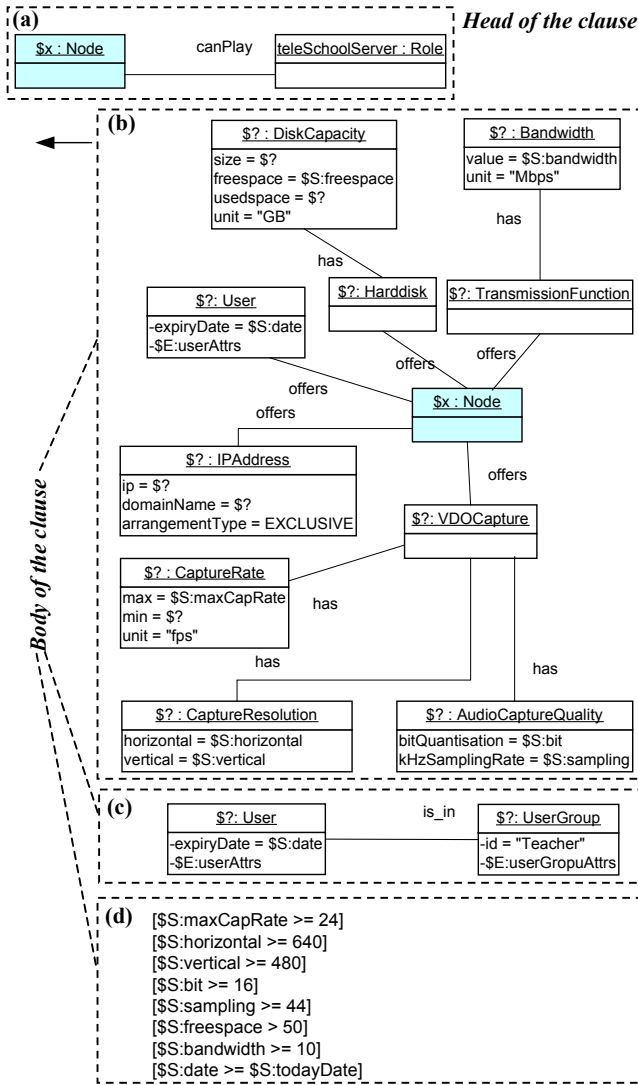 (a)
Head of the clause
$x : Node
canPlay
teleSchoolServer : Role
(b)
$? : DiskCapacity
size = $?
freespace = $S:freespace
usedspace = $?
unit = "GB"
$? : Bandwidth
value = $S:bandwidth
unit = "Mbps"
has
has
$?: User
-expiryDate = $S:date
-$E:userAttrs
$?: Harddisk
$?: TransmissionFunction
offers
offers
offers
offers
$x : Node
$? : IPAddress
ip = $?
domainName = $?
arrangementType = EXCLUSIVE
offers
$?: VDOCapture
$? : CaptureRate
max = $S:maxCapRate
min = $?
unit = "fps"
has
has
has
$? : CaptureResolution
horizontal = $S:horizontal
vertical = $S:vertical
$? : AudioCaptureQuality
bitQuantisation = $S:bit
kHzSamplingRate = $S:sampling
Body of the clause
(c)
$?: User
-expiryDate = $S:date
-$E:userAttrs
is_in
$?: UserGroup
-id = "Teacher"
-$E:userGropuAttrs
(d)
[$S:maxCapRate >= 24]
[$S:horizontal >= 640]
[$S:vertical >= 480]
[$S:bit >= 16]
[$S:sampling >= 44]
[$S:freespace > 50]
[$S:bandwidth >= 10]
[$S:date >= $S:todayDate]